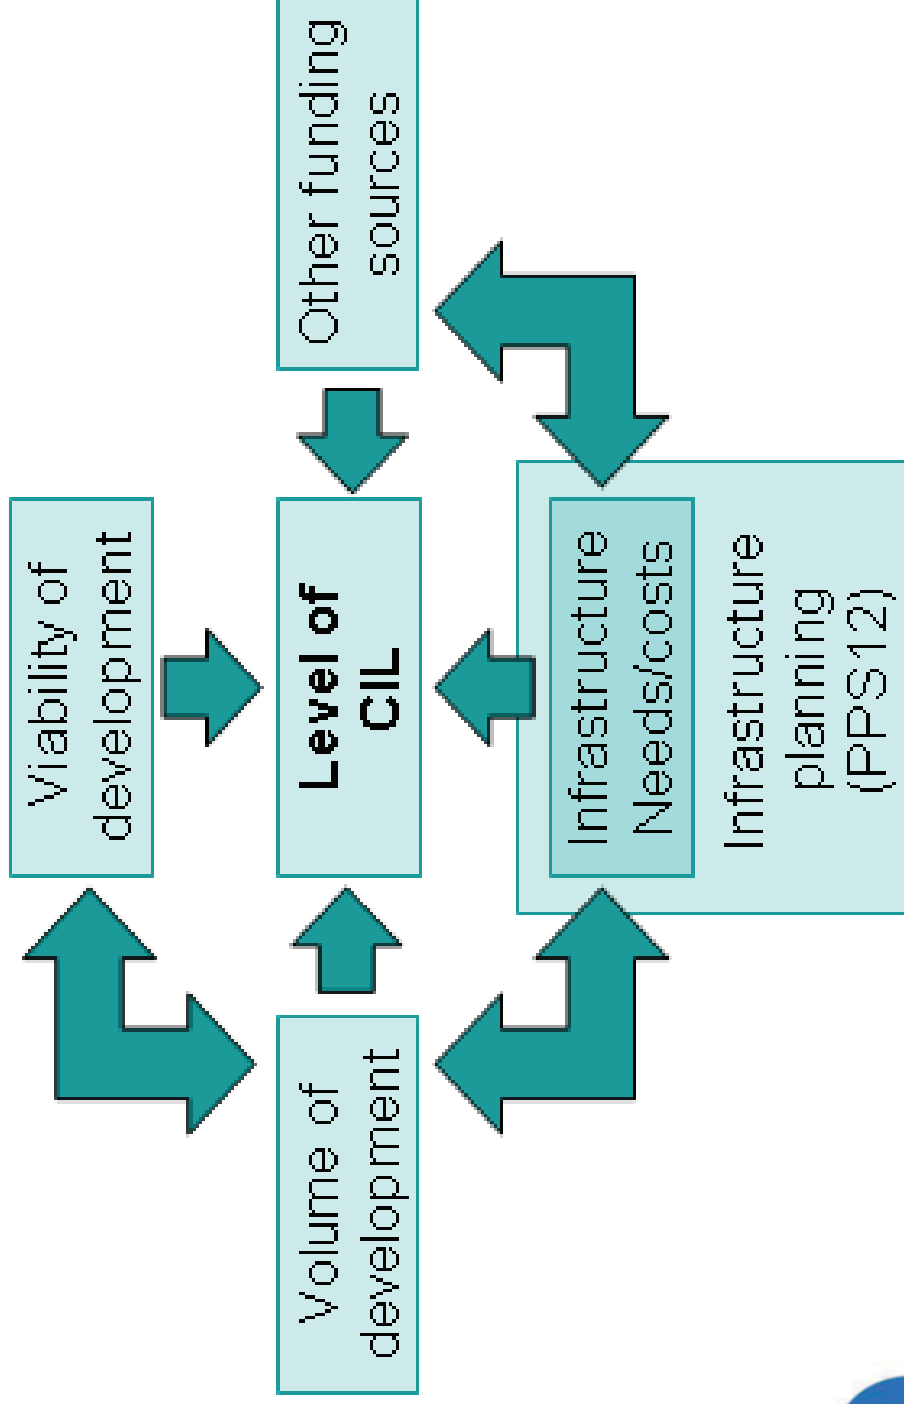 Viability of
development
Volume of
development
Level of
CIL
Other funding
sources
Infrastructure
Needs/costs
Infrastructure
planning
(PPS12)